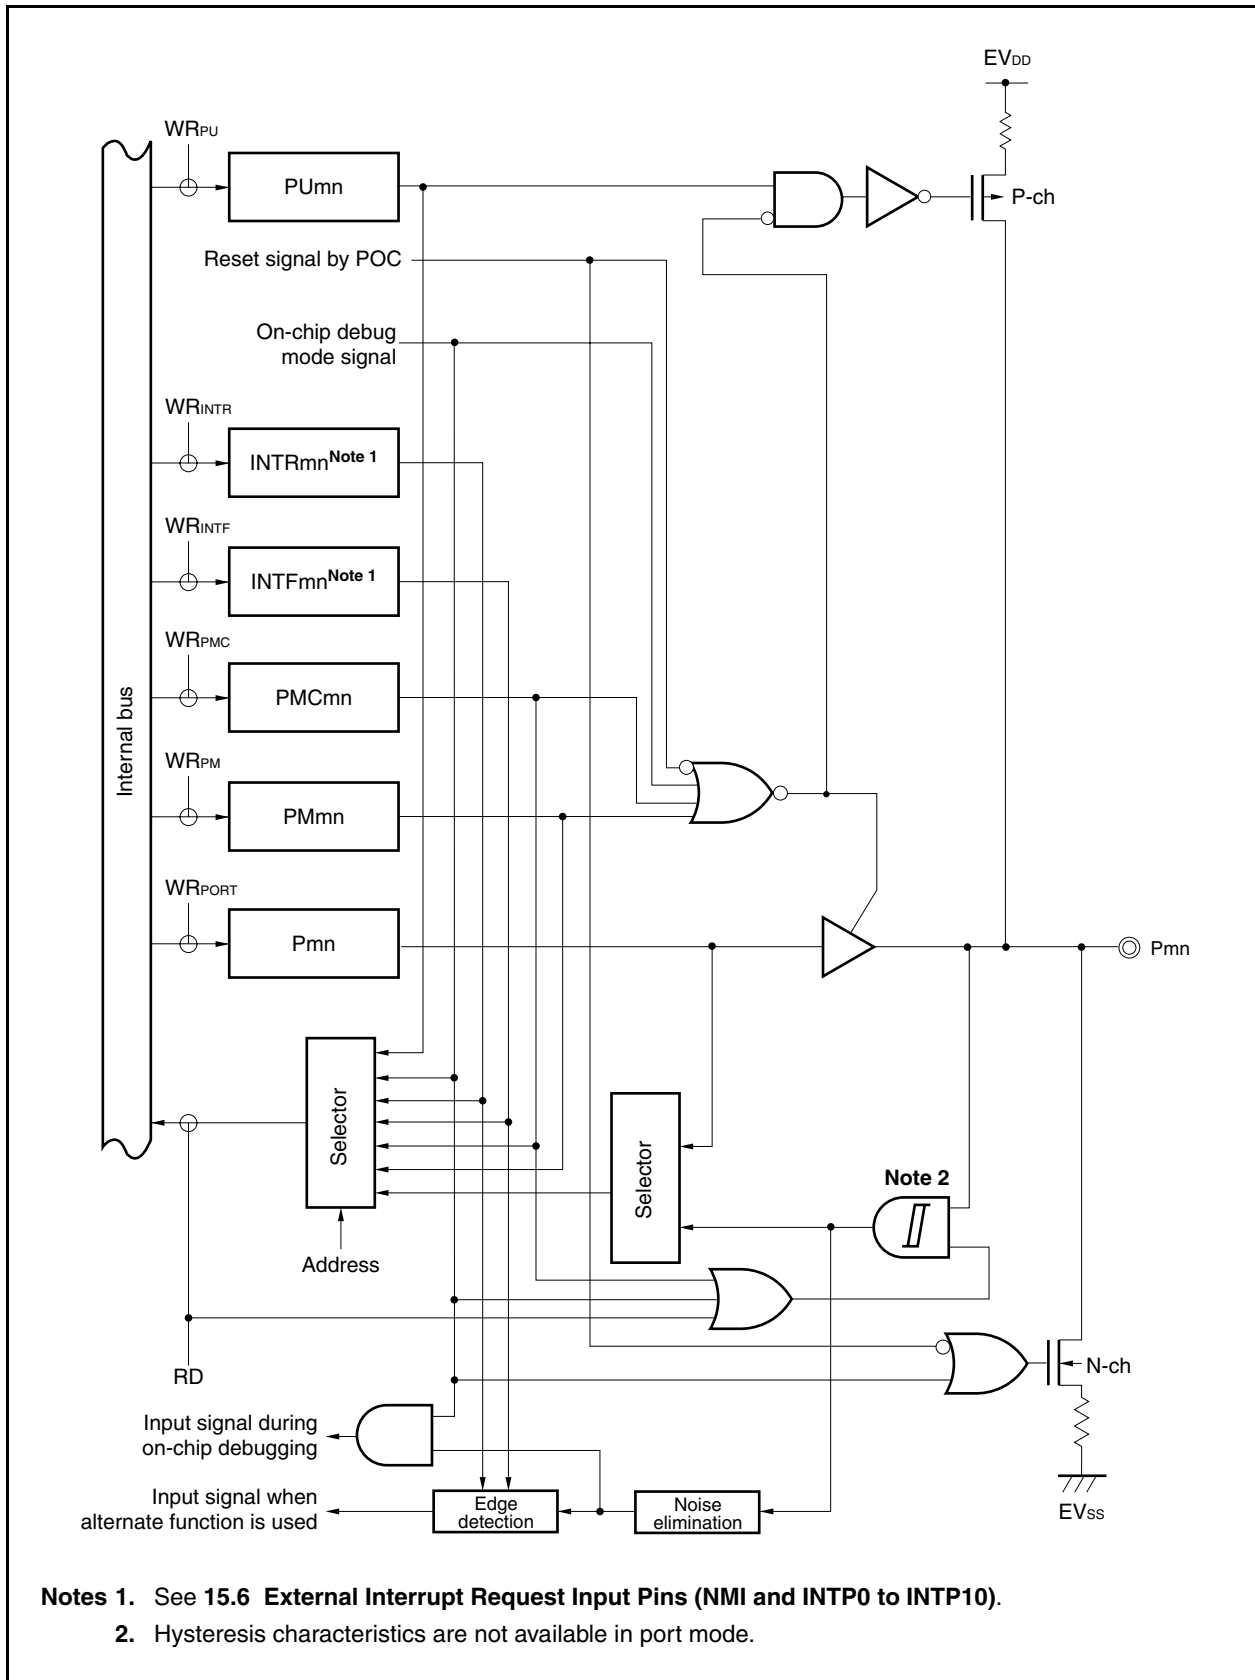 EVDD
WRPU
PUmn
P-ch
Reset signal by POC
On-chip debug
mode signal
WRINTR
INTRmnNote 1
WRINTF
INTFmnNote 1
WRPMC
PMCmn
Internal bus
WRPM
PMmn
WRPORT
Pmn
Pmn
Selector
Selector
Note 2
Address
RD
N-ch
Input signal during
on-chip debugging
Input signal when
alternate function is used
Edge
detection
Noise
elimination
EVSS
Notes 1. See 15.6 External Interrupt Request Input Pins (NMI and INTP0 to INTP10).
2. Hysteresis characteristics are not available in port mode.